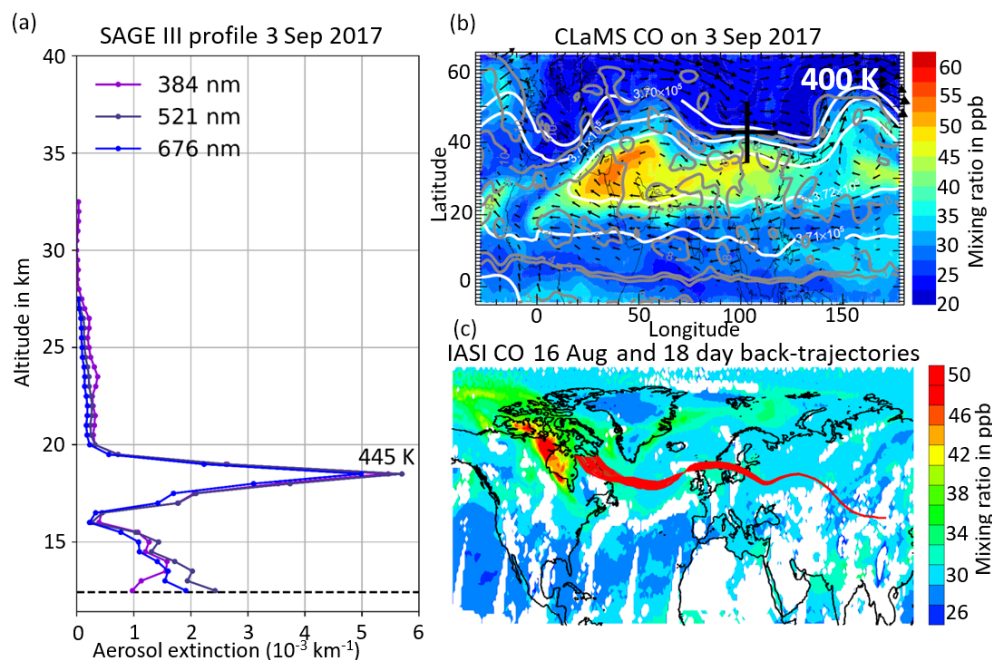 (a)
SAGE III profile 3 Sep 2017
40
35
30
25
20
15
Altitude in km
384 nm
521 nm
676 nm
445 K
0 1 2 3 4 5 6
Aerosol extinction (10⁻³ km⁻¹)
(b)
CLaMS CO on 3 Sep 2017
400 K
60
40
20
0
Latitude
3.70×10⁵
3.72×10⁵
3.71×10⁵
0 50 100 150
Longitude
60
55
50
45
40
35
30
25
20
Mixing ratio in ppb
(c)
IASI CO 16 Aug and 18 day back-trajectories
50
46
42
38
34
30
26
Mixing ratio in ppb